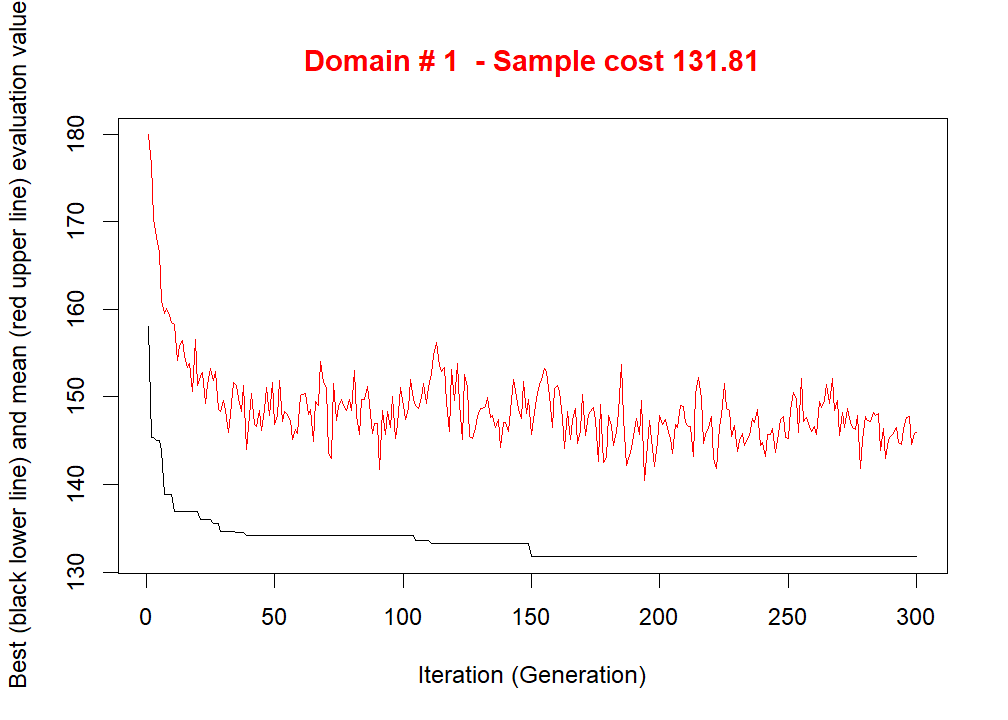 Domain # 1  - Sample cost 131.81
Best (black lower line) and mean (red upper line) evaluation value
180
170
160
150
140
130
0 50 100 150 200 250 300
Iteration (Generation)